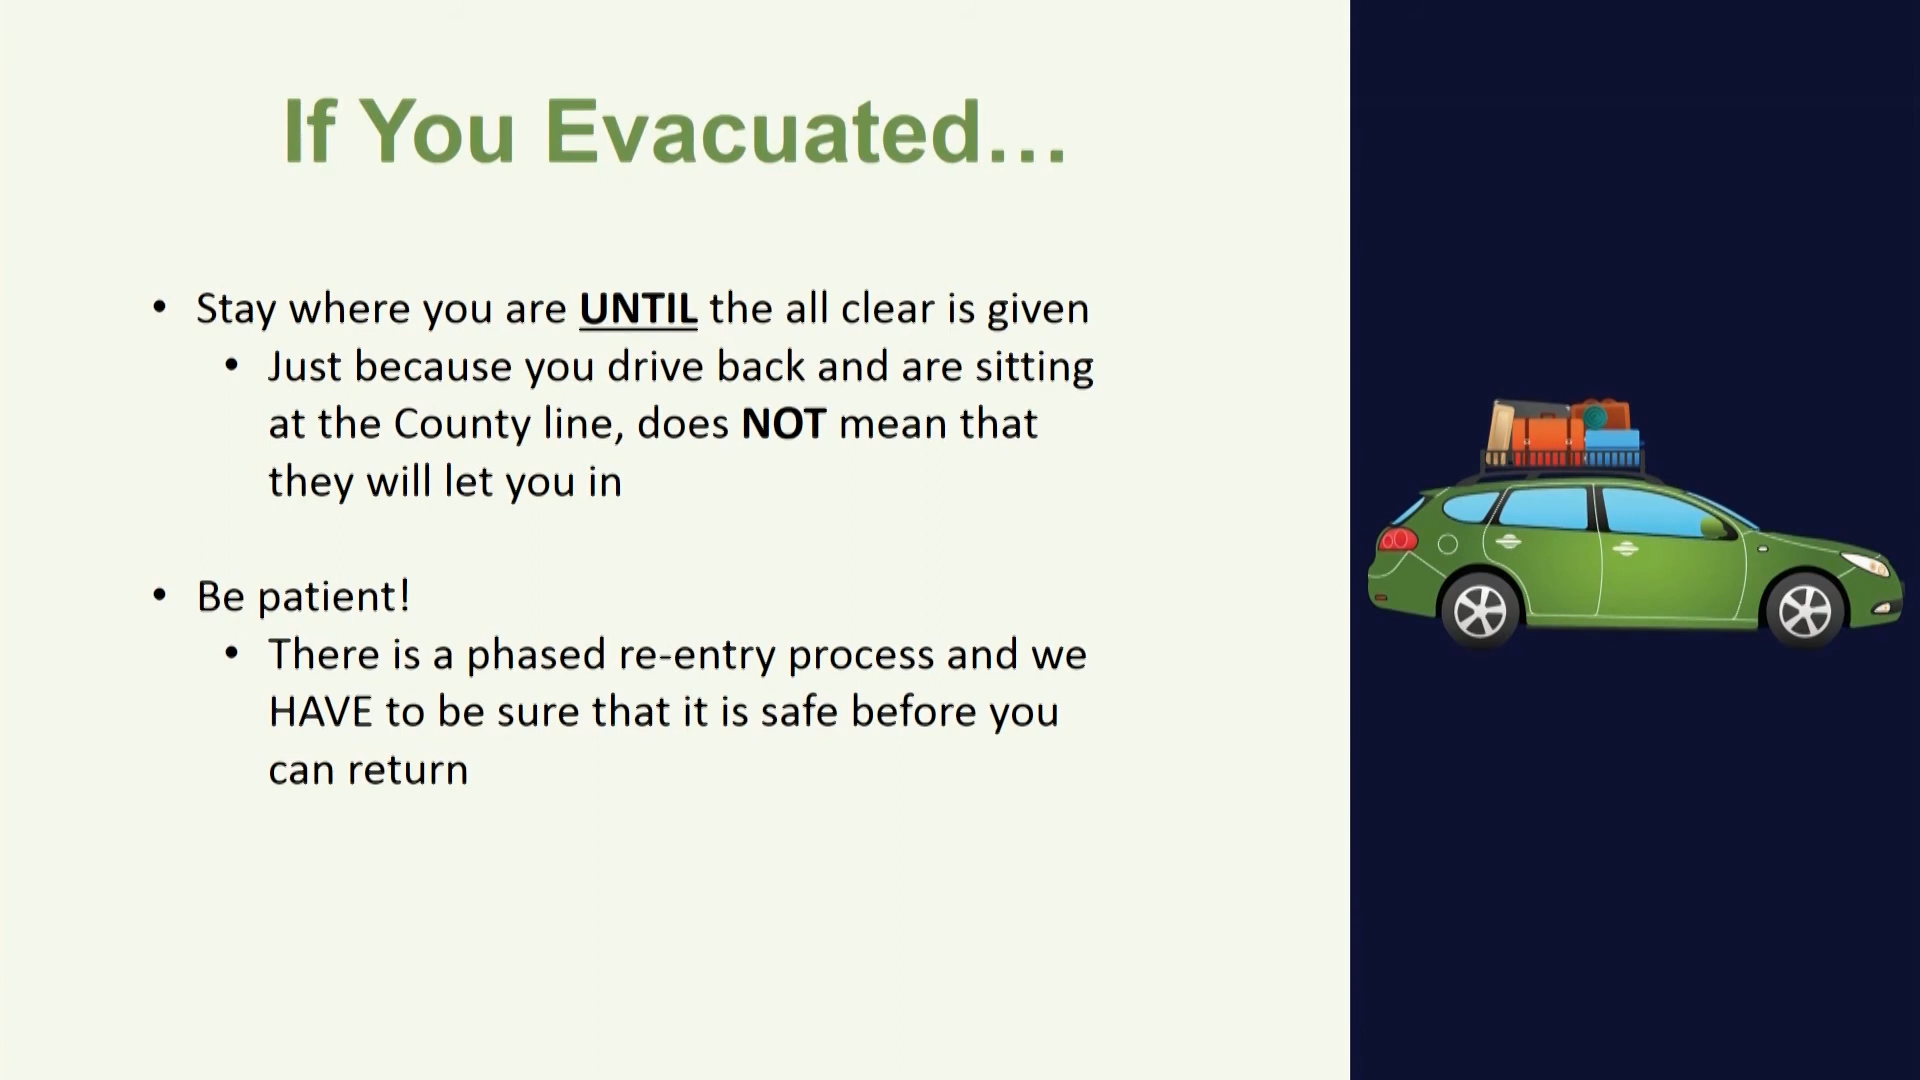 If You Evacuated...
• Stay where you are UNTIL the all clear is given
• Just because you drive back and are sitting
at the County line, does NOT mean that
they will let you in
• Be patient!
• There is a phased re-entry process and we
HAVE to be sure that it is safe before you
can return